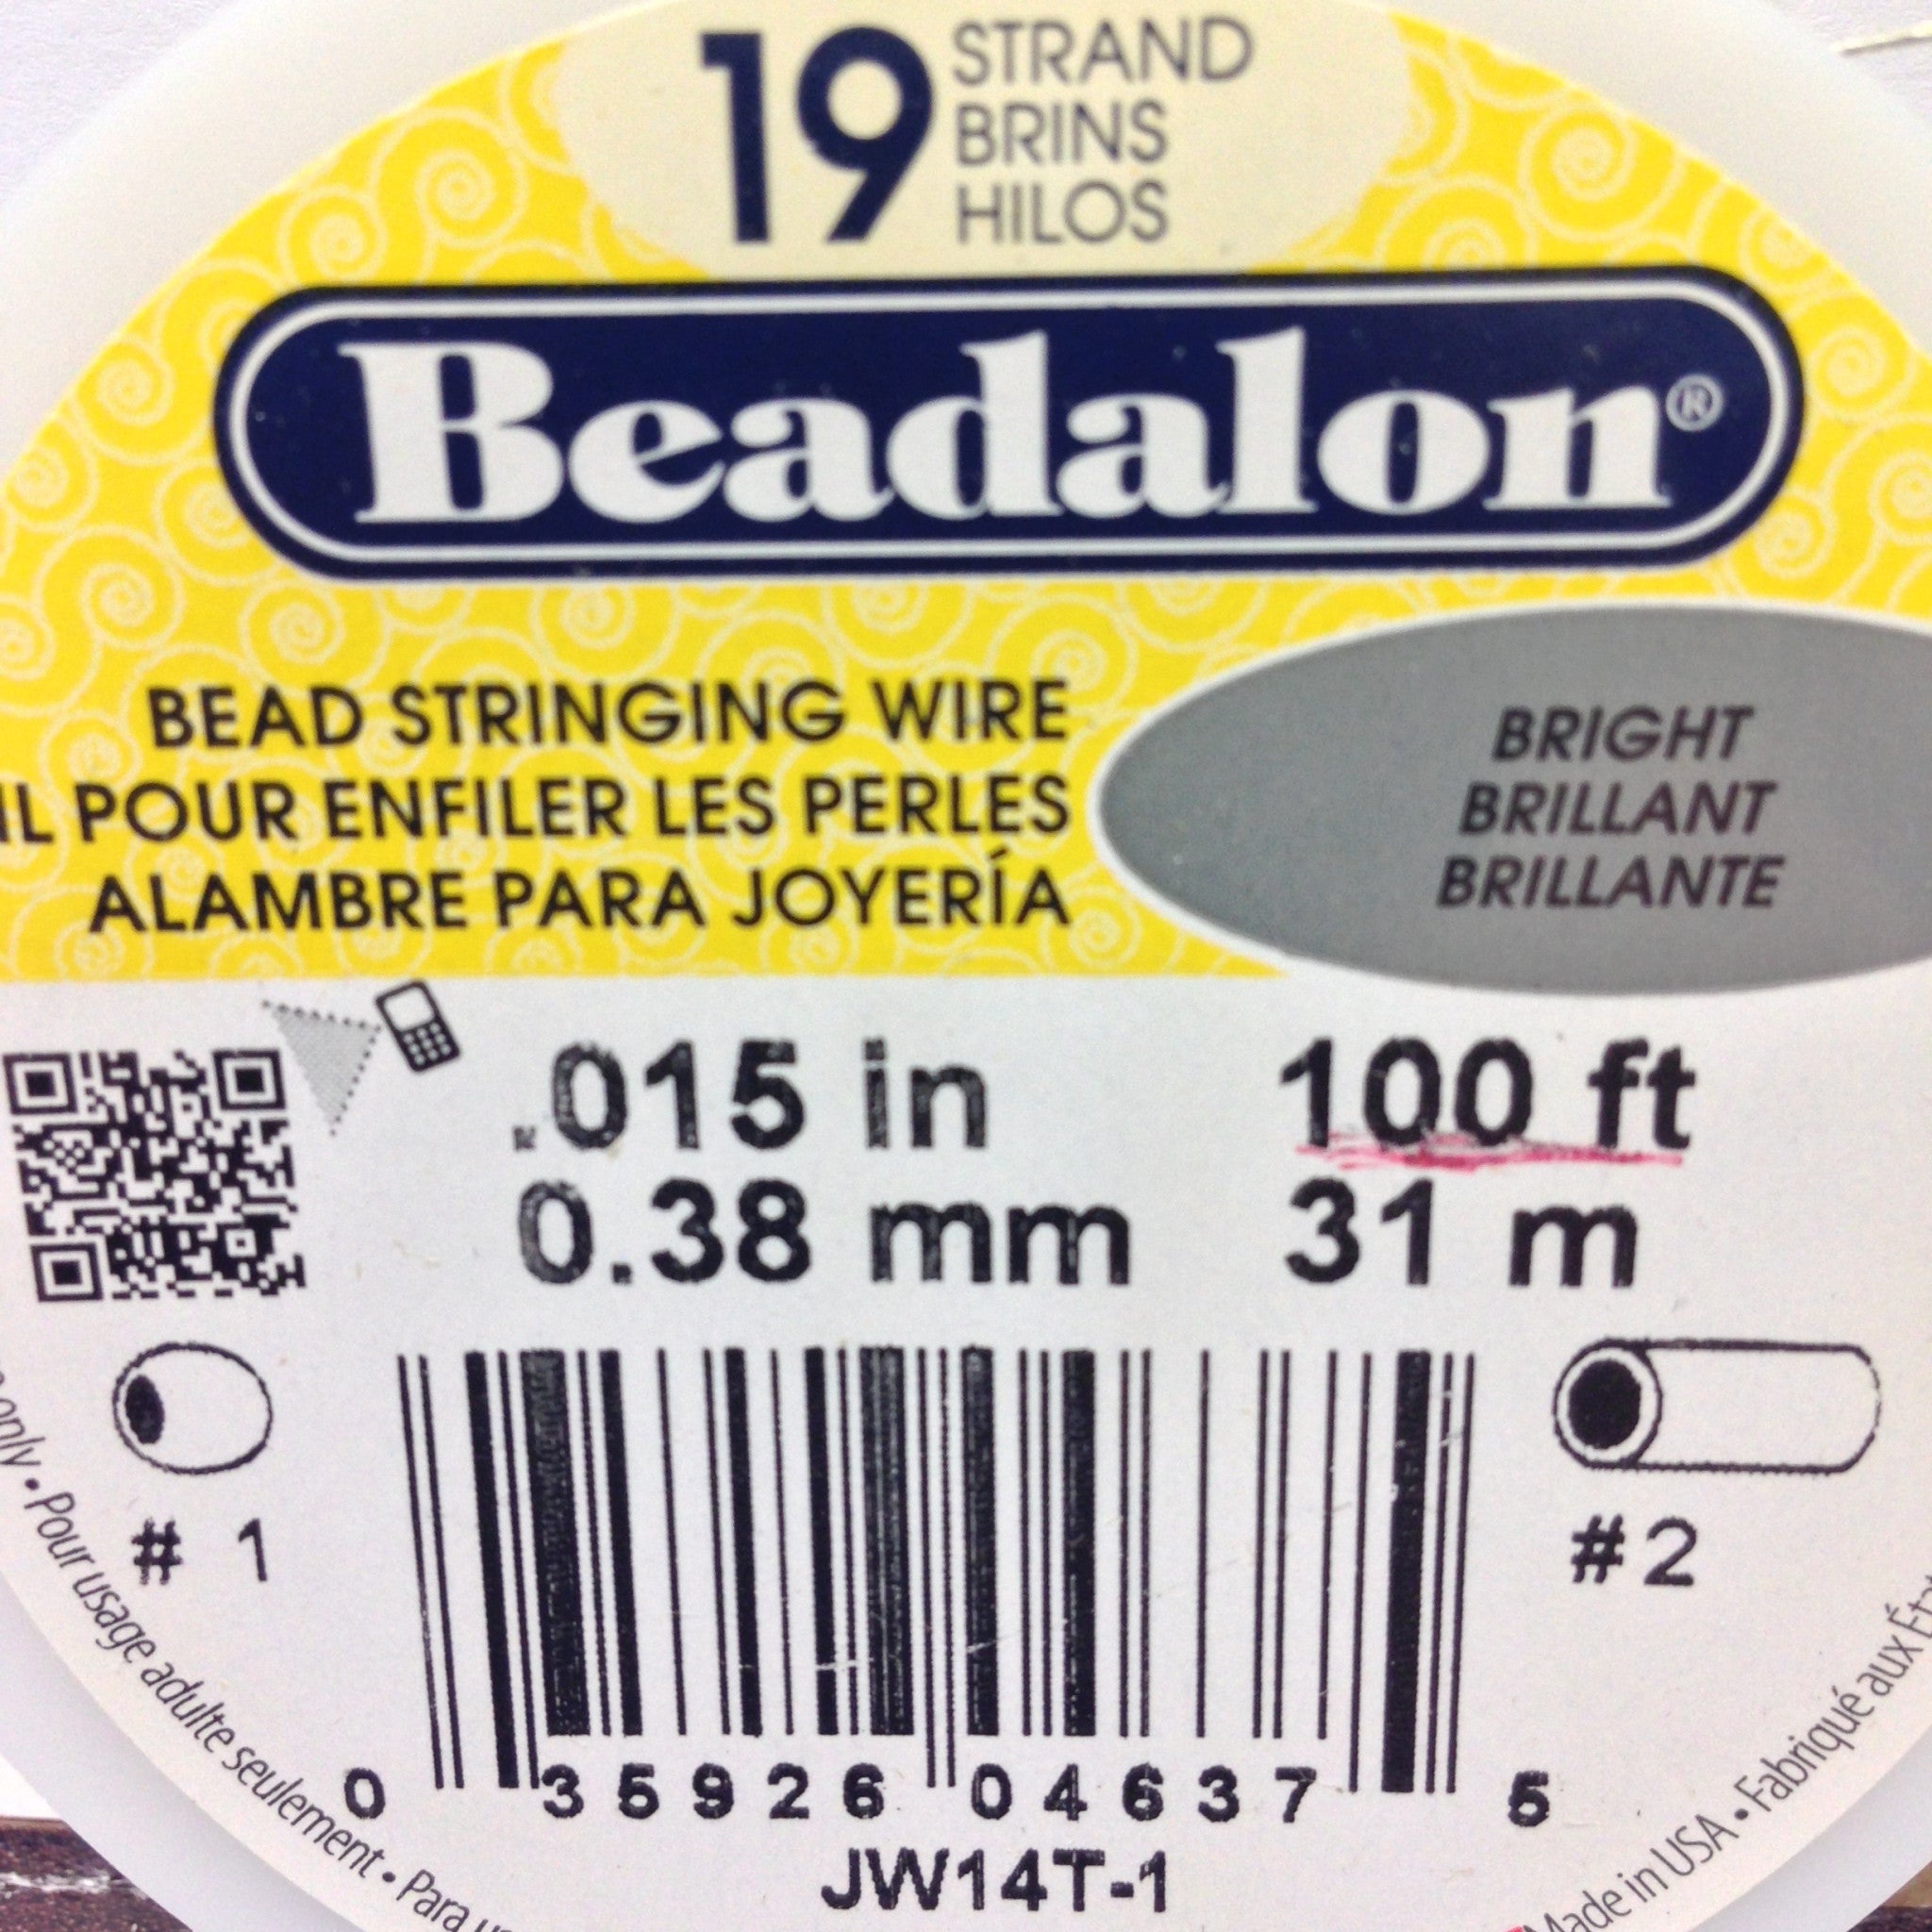 19 STRAND
BRINS
HILOS
Beadalon®
BEAD STRINGING WIRE
IL POUR ENFILER LES PERLES
ALAMBRE PARA JOYERÍA
BRIGHT
BRILLANT
BRILLANTE
.015 in
0.38 mm
100 ft
31 m
# 1
#2
0 35926 04637 5
JW14T-1
only • Pour usage adulte seulement • Para
Made in USA • Fabriqué aux